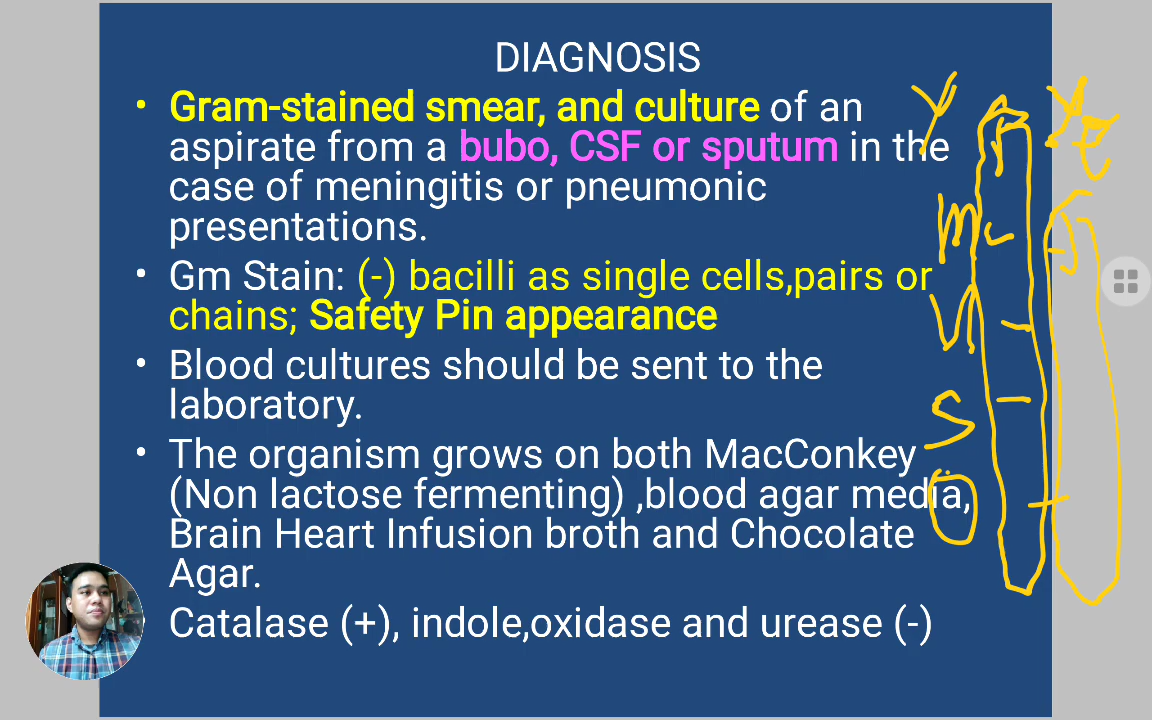 DIAGNOSIS
• Gram-stained smear, and culture of an
aspirate from a bubo, CSF or sputum in the
case of meningitis or pneumonic
presentations.
• Gm Stain: (-) bacilli as single cells,pairs or
chains; Safety Pin appearance
• Blood cultures should be sent to the
laboratory.
• The organism grows on both MacConkey
(Non lactose fermenting) ,blood agar media,
Brain Heart Infusion broth and Chocolate
Agar.
Catalase (+), indole,oxidase and urease (-)
Y
M
V
S
O